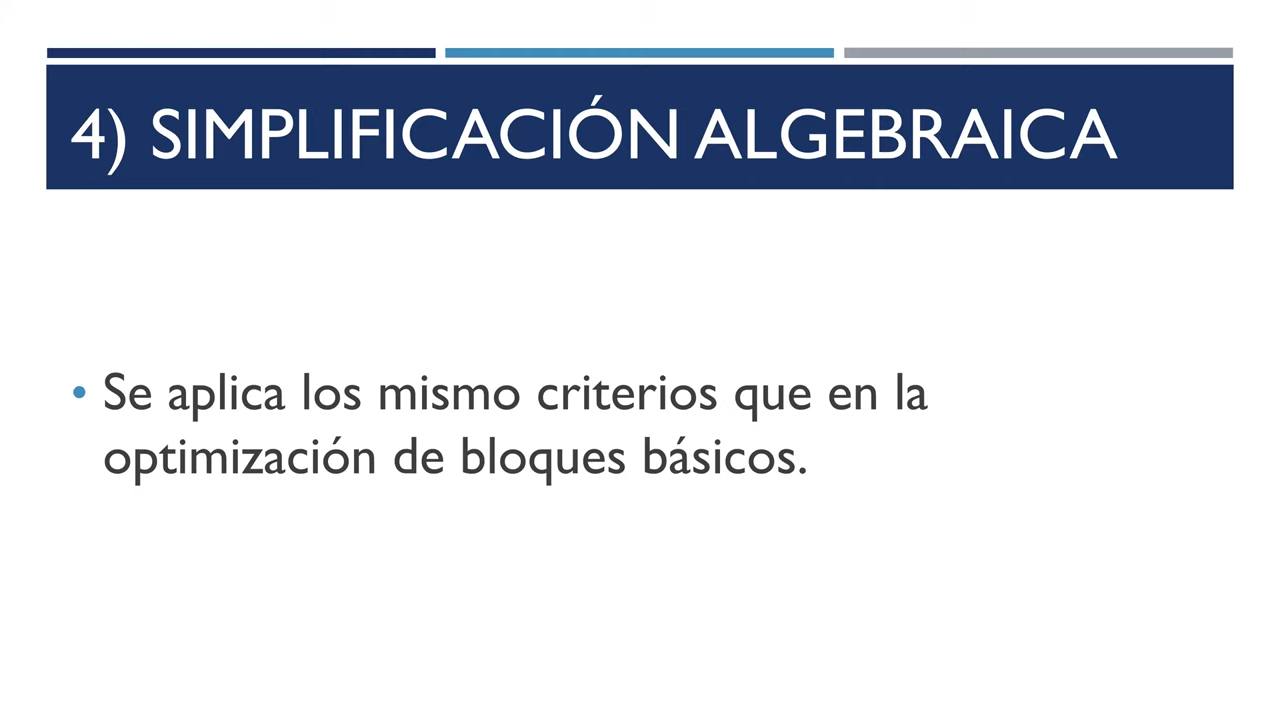 4) SIMPLIFICACIÓN ALGEBRAICA
• Se aplica los mismo criterios que en la
optimización de bloques básicos.